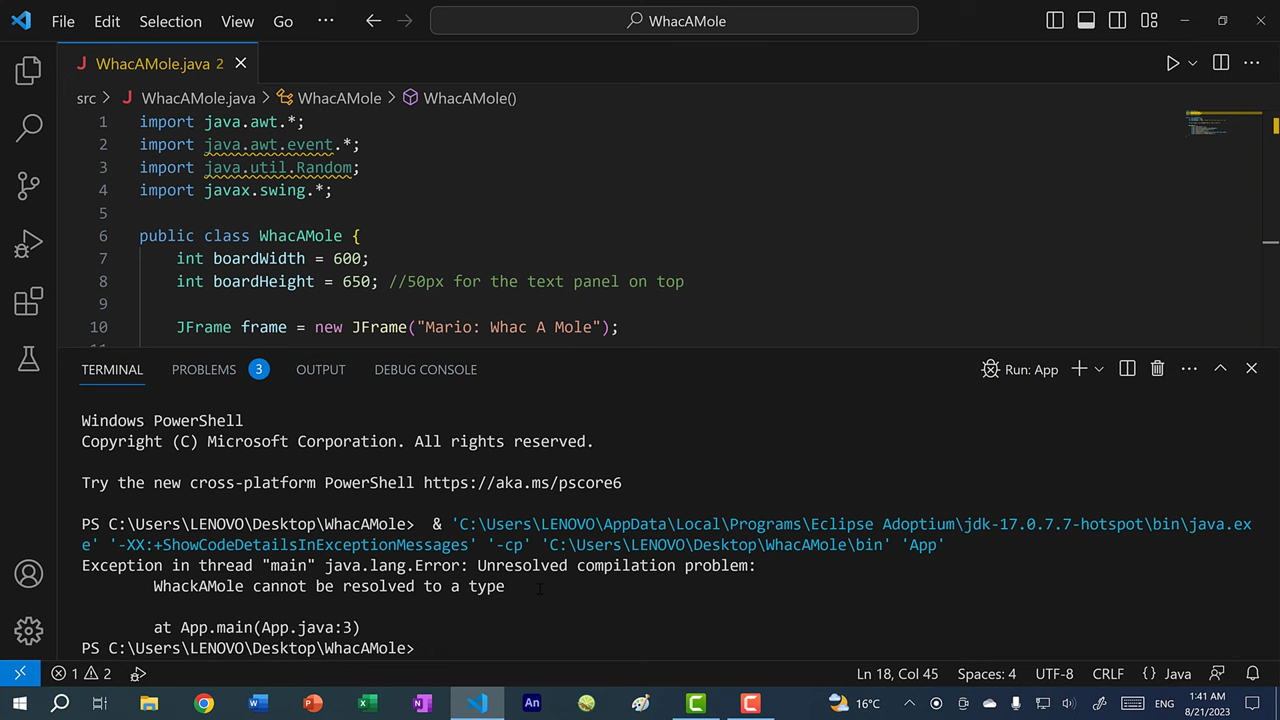 File Edit Selection View Go ··· WhacAMole
WhacAMole.java 2
src > WhacAMole.java > WhacAMole > WhacAMole()
1 import java.awt.*;
2 import java.awt.event.*;
3 import java.util.Random;
4 import javax.swing.*;
5
6 public class WhacAMole {
7 int boardWidth = 600;
8 int boardHeight = 650; //50px for the text panel on top
9
10 JFrame frame = new JFrame("Mario: Whac A Mole");
TERMINAL PROBLEMS 3 OUTPUT DEBUG CONSOLE Run: App
Windows PowerShell
Copyright (C) Microsoft Corporation. All rights reserved.
Try the new cross-platform PowerShell https://aka.ms/pscore6
PS C:\Users\LENOVO\Desktop\WhacAMole> & 'C:\Users\LENOVO\AppData\Local\Programs\Eclipse Adoptium\jdk-17.0.7.7-hotspot\bin\java.ex
e' '-XX:+ShowCodeDetailsInExceptionMessages' '-cp' 'C:\Users\LENOVO\Desktop\WhacAMole\bin' 'App'
Exception in thread "main" java.lang.Error: Unresolved compilation problem:
WhackAMole cannot be resolved to a type
at App.main(App.java:3)
PS C:\Users\LENOVO\Desktop\WhacAMole>
1 2 Ln 18, Col 45 Spaces: 4 UTF-8 CRLF {} Java
16°C 1:41 AM
8/21/2023